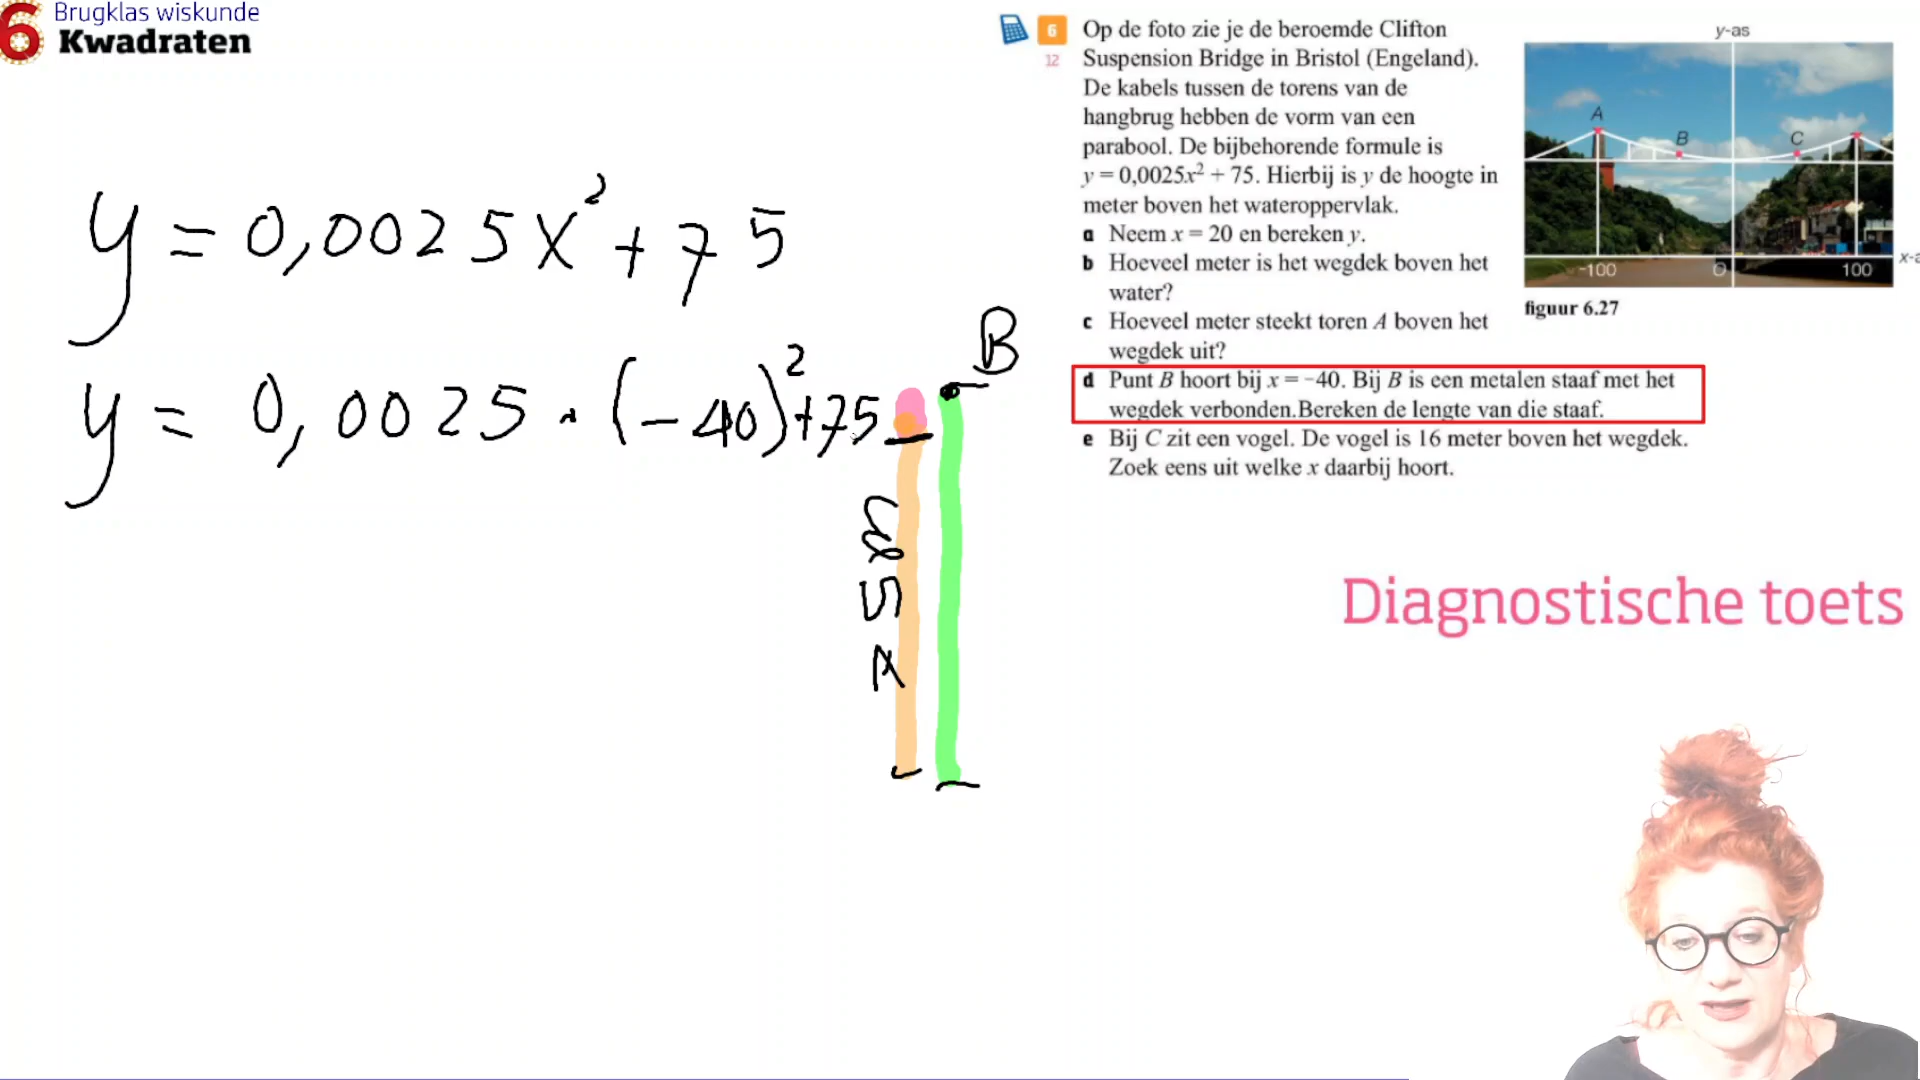 6
Brugklas wiskunde
Kwadraten
y = 0,0025x² + 75
y = 0,0025 · (-40)² + 75
B
75 m
6
12
Op de foto zie je de beroemde Clifton
Suspension Bridge in Bristol (Engeland).
De kabels tussen de torens van de
hangbrug hebben de vorm van een
parabool. De bijbehorende formule is
y = 0,0025x² + 75. Hierbij is y de hoogte in
meter boven het wateroppervlak.
a Neem x = 20 en bereken y.
b Hoeveel meter is het wegdek boven het
water?
c Hoeveel meter steekt toren A boven het
wegdek uit?
d Punt B hoort bij x = -40. Bij B is een metalen staaf met het
wegdek verbonden.Bereken de lengte van die staaf.
e Bij C zit een vogel. De vogel is 16 meter boven het wegdek.
Zoek eens uit welke x daarbij hoort.
y-as
A
B
C
-100
O
100
x-a
figuur 6.27
Diagnostische toets